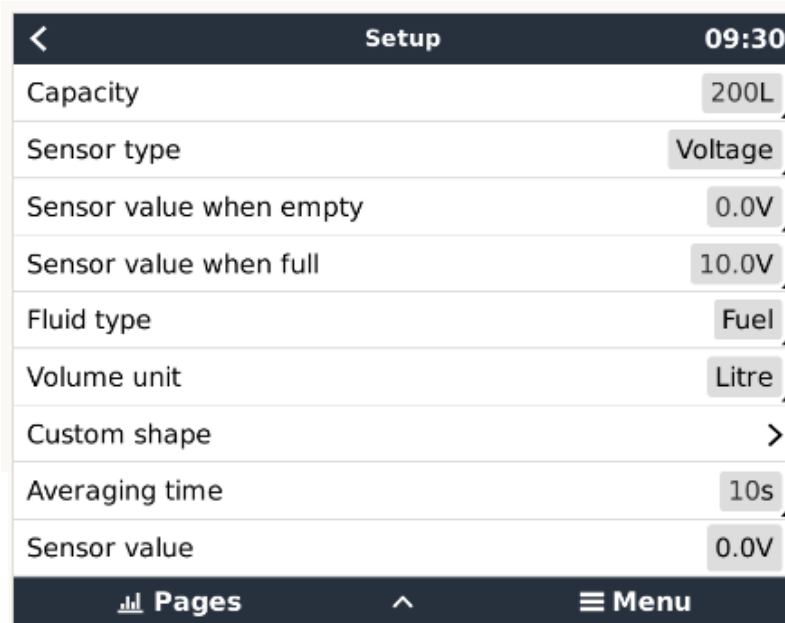 Setup 09:30
Capacity 200L
Sensor type Voltage
Sensor value when empty 0.0V
Sensor value when full 10.0V
Fluid type Fuel
Volume unit Litre
Custom shape
Averaging time 10s
Sensor value 0.0V
Pages Menu